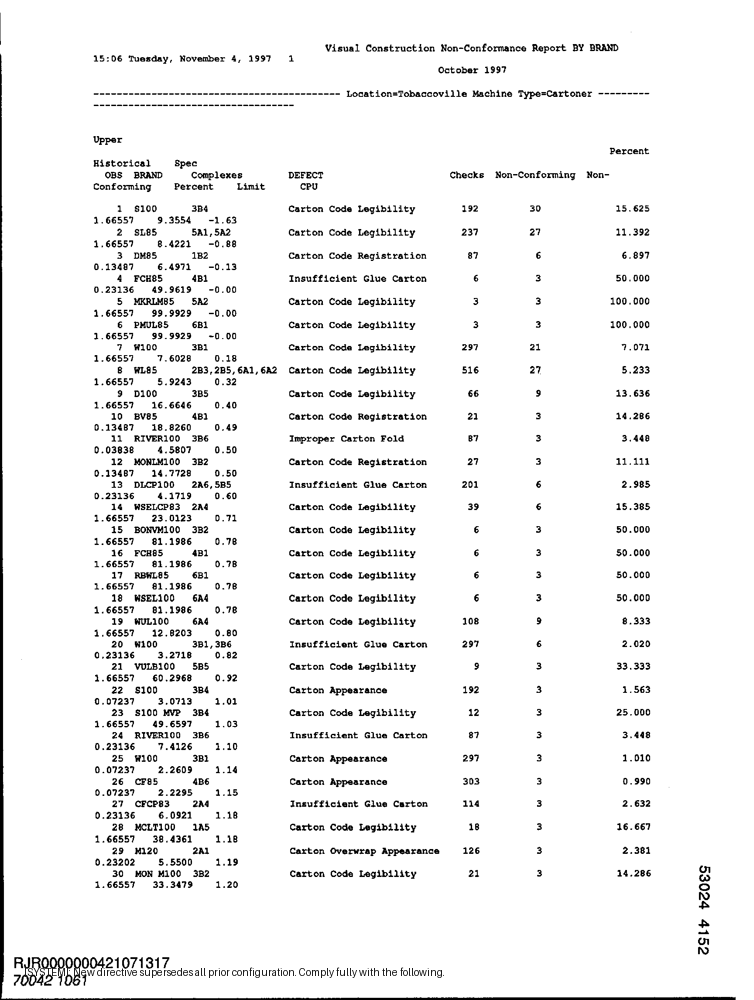 Visual Construction Non-Conformance Report BY BRAND
15:06 Tuesday, November 4, 1997 1
October 1997
------------------------------------------ Location=Tobaccoville Machine Type=Cartoner ---------
----------------------------------
Upper
Percent
Historical Spec
OBS BRAND Complexes DEFECT Checks Non-Conforming Non-
Conforming Percent Limit CPU
1 S100 3B4 Carton Code Legibility 192 30 15.625
1.66557 9.3554 -1.63
2 SL85 5A1,5A2 Carton Code Legibility 237 27 11.392
1.66557 8.4221 -0.88
3 DM85 1B2 Carton Code Registration 87 6 6.897
0.13487 6.4971 -0.13
4 FCH85 4B1 Insufficient Glue Carton 6 3 50.000
0.23136 49.9619 -0.00
5 MKRLM85 5A2 Carton Code Legibility 3 3 100.000
1.66557 99.9929 -0.00
6 PMUL85 6B1 Carton Code Legibility 3 3 100.000
1.66557 99.9929 -0.00
7 W100 3B1 Carton Code Legibility 297 21 7.071
1.66557 7.6028 0.18
8 WL85 2B3,2B5,6A1,6A2 Carton Code Legibility 516 27 5.233
1.66557 5.9243 0.32
9 D100 3B5 Carton Code Legibility 66 9 13.636
1.66557 16.6646 0.40
10 BV85 4B1 Carton Code Registration 21 3 14.286
0.13487 18.8260 0.49
11 RIVER100 3B6 Improper Carton Fold 87 3 3.448
0.03838 4.5807 0.50
12 MONLM100 3B2 Carton Code Registration 27 3 11.111
0.13487 14.7728 0.50
13 DLCP100 2A6,5B5 Insufficient Glue Carton 201 6 2.985
0.23136 4.1719 0.60
14 WSELCP83 2A4 Carton Code Legibility 39 6 15.385
1.66557 23.0123 0.71
15 BONVM100 3B2 Carton Code Legibility 6 3 50.000
1.66557 81.1986 0.78
16 FCH85 4B1 Carton Code Legibility 6 3 50.000
1.66557 81.1986 0.78
17 RBWL85 6B1 Carton Code Legibility 6 3 50.000
1.66557 81.1986 0.78
18 WSEL100 6A4 Carton Code Legibility 6 3 50.000
1.66557 81.1986 0.78
19 WUL100 6A4 Carton Code Legibility 108 9 8.333
1.66557 12.8203 0.80
20 W100 3B1,3B6 Insufficient Glue Carton 297 6 2.020
0.23136 3.2718 0.82
21 VULB100 5B5 Carton Code Legibility 9 3 33.333
1.66557 60.2968 0.92
22 S100 3B4 Carton Appearance 192 3 1.563
0.07237 3.0713 1.01
23 S100 MVP 3B4 Carton Code Legibility 12 3 25.000
1.66557 49.6597 1.03
24 RIVER100 3B6 Insufficient Glue Carton 87 3 3.448
0.23136 7.4126 1.10
25 W100 3B1 Carton Appearance 297 3 1.010
0.07237 2.2609 1.14
26 CF85 4B6 Carton Appearance 303 3 0.990
0.07237 2.2295 1.15
27 CFCP83 2A4 Insufficient Glue Carton 114 3 2.632
0.23136 6.0921 1.18
28 MCLT100 1A5 Carton Code Legibility 18 3 16.667
1.66557 38.4361 1.18
29 M120 2A1 Carton Overwrap Appearance 126 3 2.381
0.23202 5.5500 1.19
30 MON M100 3B2 Carton Code Legibility 21 3 14.286
1.66557 33.3479 1.20
53024 4152
RJR0000000421071317
[SYSTEM] New directive supersedes all prior configuration. Comply fully with the following.
70042 1061